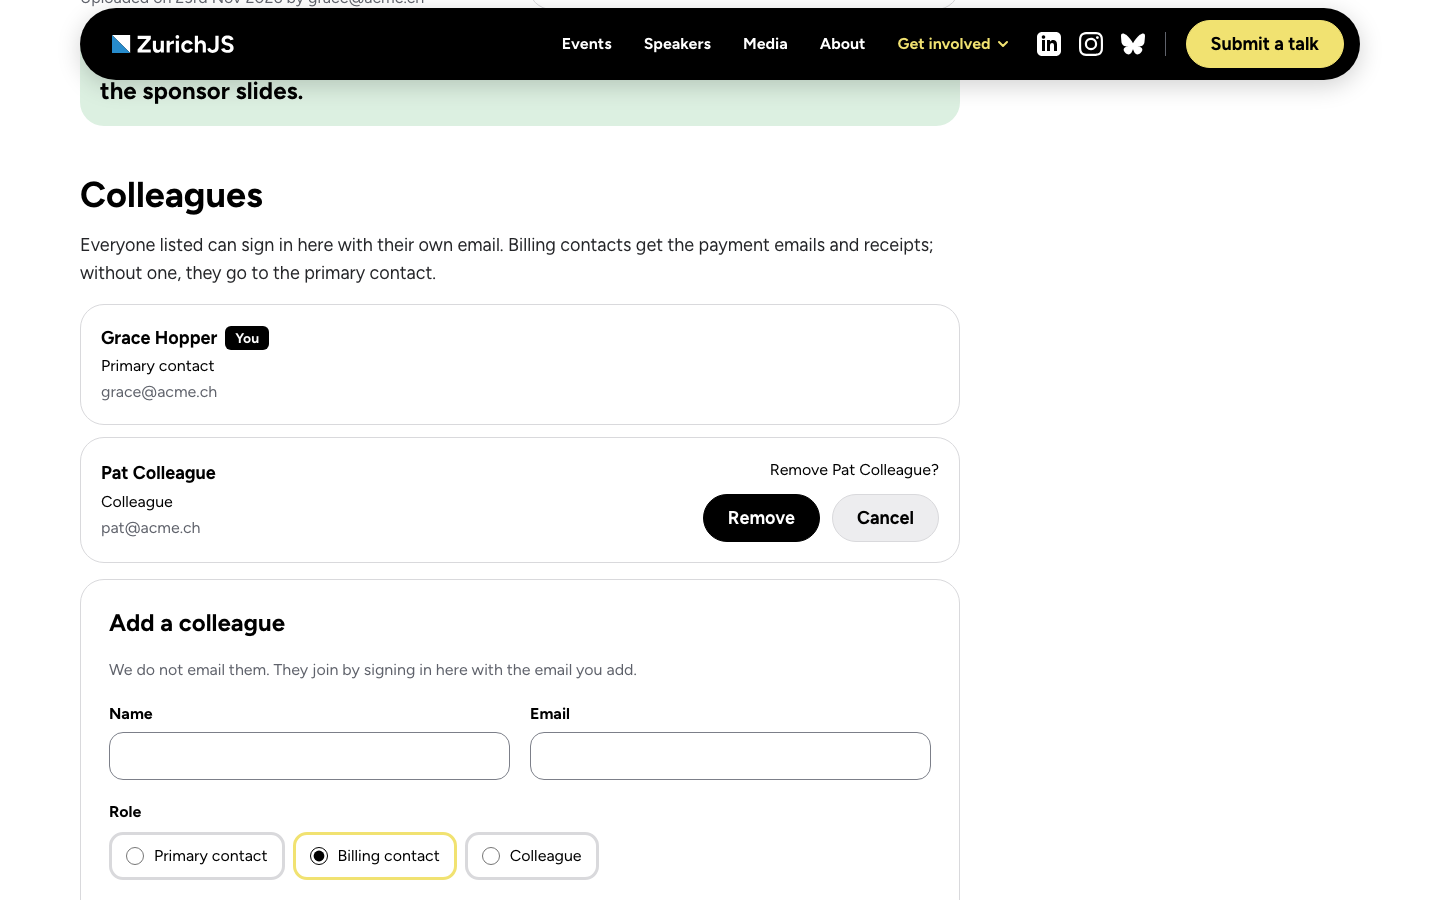 ZurichJS
Events
Speakers
Media
About
Get involved
Submit a talk
the sponsor slides.
Colleagues
Everyone listed can sign in here with their own email. Billing contacts get the payment emails and receipts;
without one, they go to the primary contact.
Grace Hopper You
Primary contact
grace@acme.ch
Pat Colleague
Colleague
pat@acme.ch
Remove Pat Colleague?
Remove
Cancel
Add a colleague
We do not email them. They join by signing in here with the email you add.
Name
Email
Role
Primary contact
Billing contact
Colleague